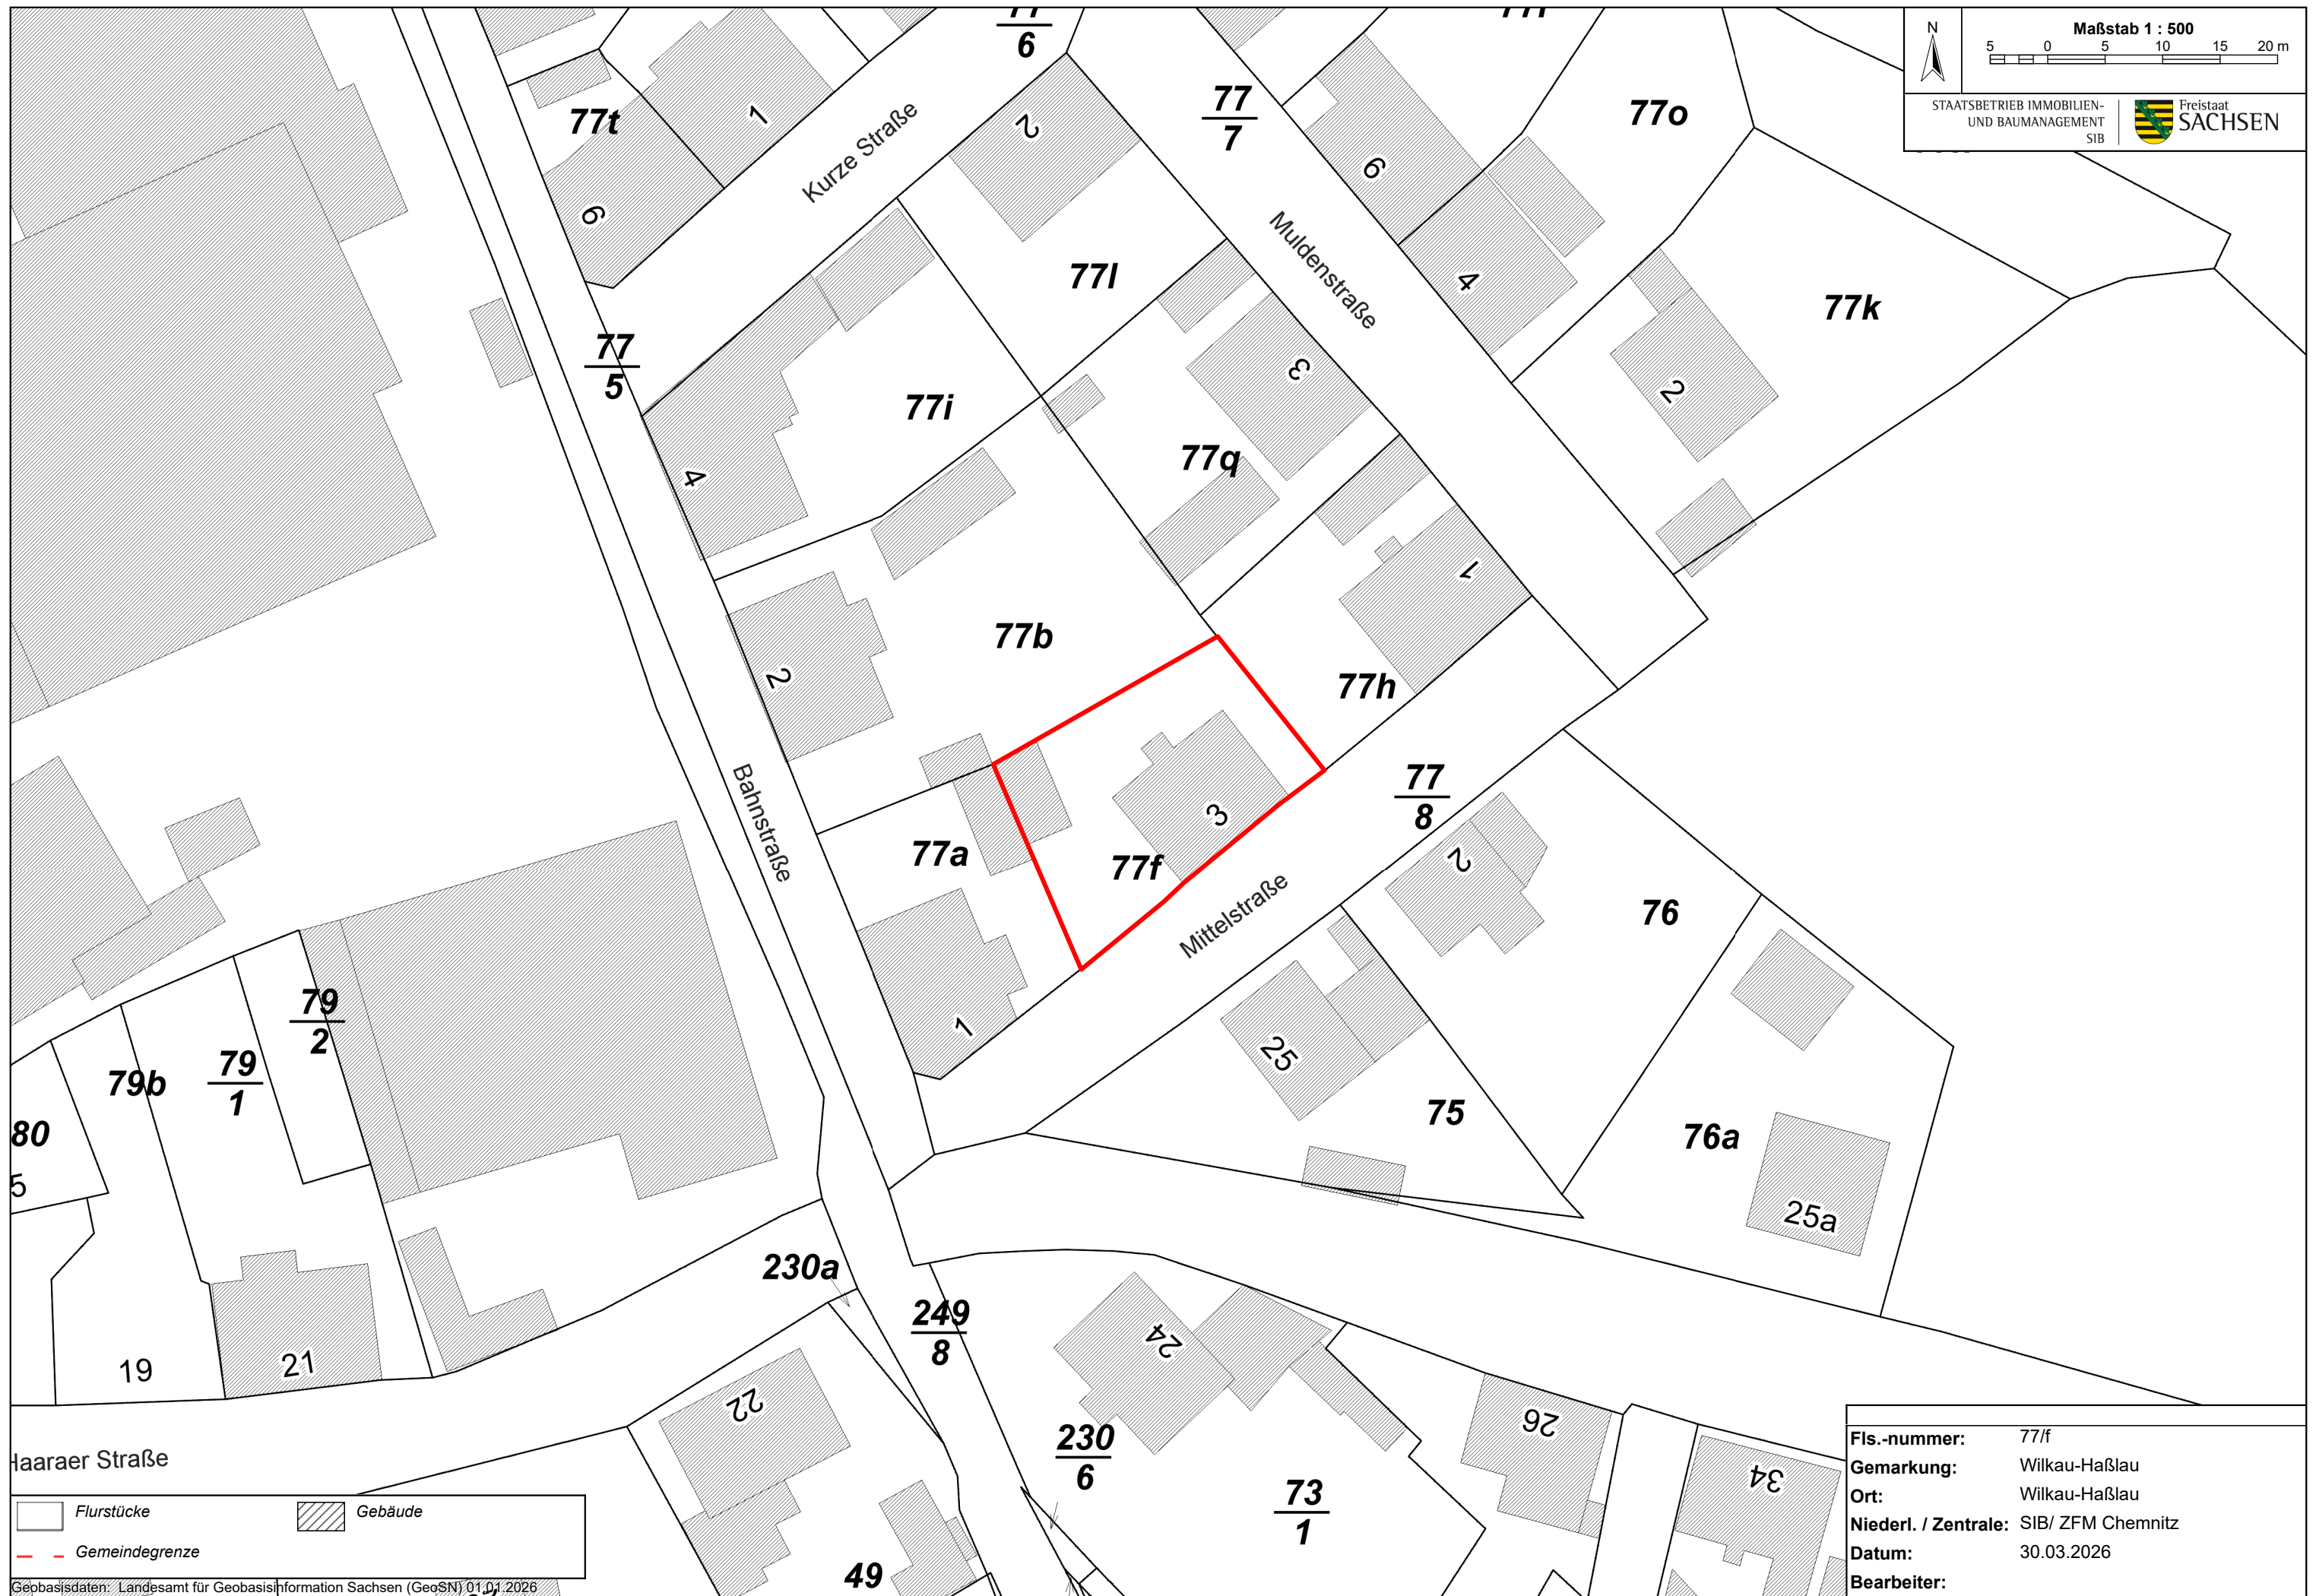 77
6
77
7
77o
N
Maßstab 1 : 500
5 0 5 10 15 20 m
STAATSBETRIEB IMMOBILIEN-
UND BAUMANAGEMENT
SIB
Freistaat
SACHSEN
77t
1
6
Kurze Straße
2
6
4
Muldenstraße
77l
77k
2
77
5
77i
4
3
77q
1
77b
2
77h
Bahnstraße
77a
77f
3
77
8
Mittelstraße
1
2
76
25
75
76a
25a
79
2
79
1
79b
80
5
19
21
230a
249
8
24
22
230
6
73
1
26
34
49
Haaraer Straße
Flurstücke
Gebäude
Gemeindegrenze
Geobasisdaten: Landesamt für Geobasisinformation Sachsen (GeoSN) 01.01.2026
Fls.-nummer: 77/f
Gemarkung: Wilkau-Haßlau
Ort: Wilkau-Haßlau
Niederl. / Zentrale: SIB/ ZFM Chemnitz
Datum: 30.03.2026
Bearbeiter: